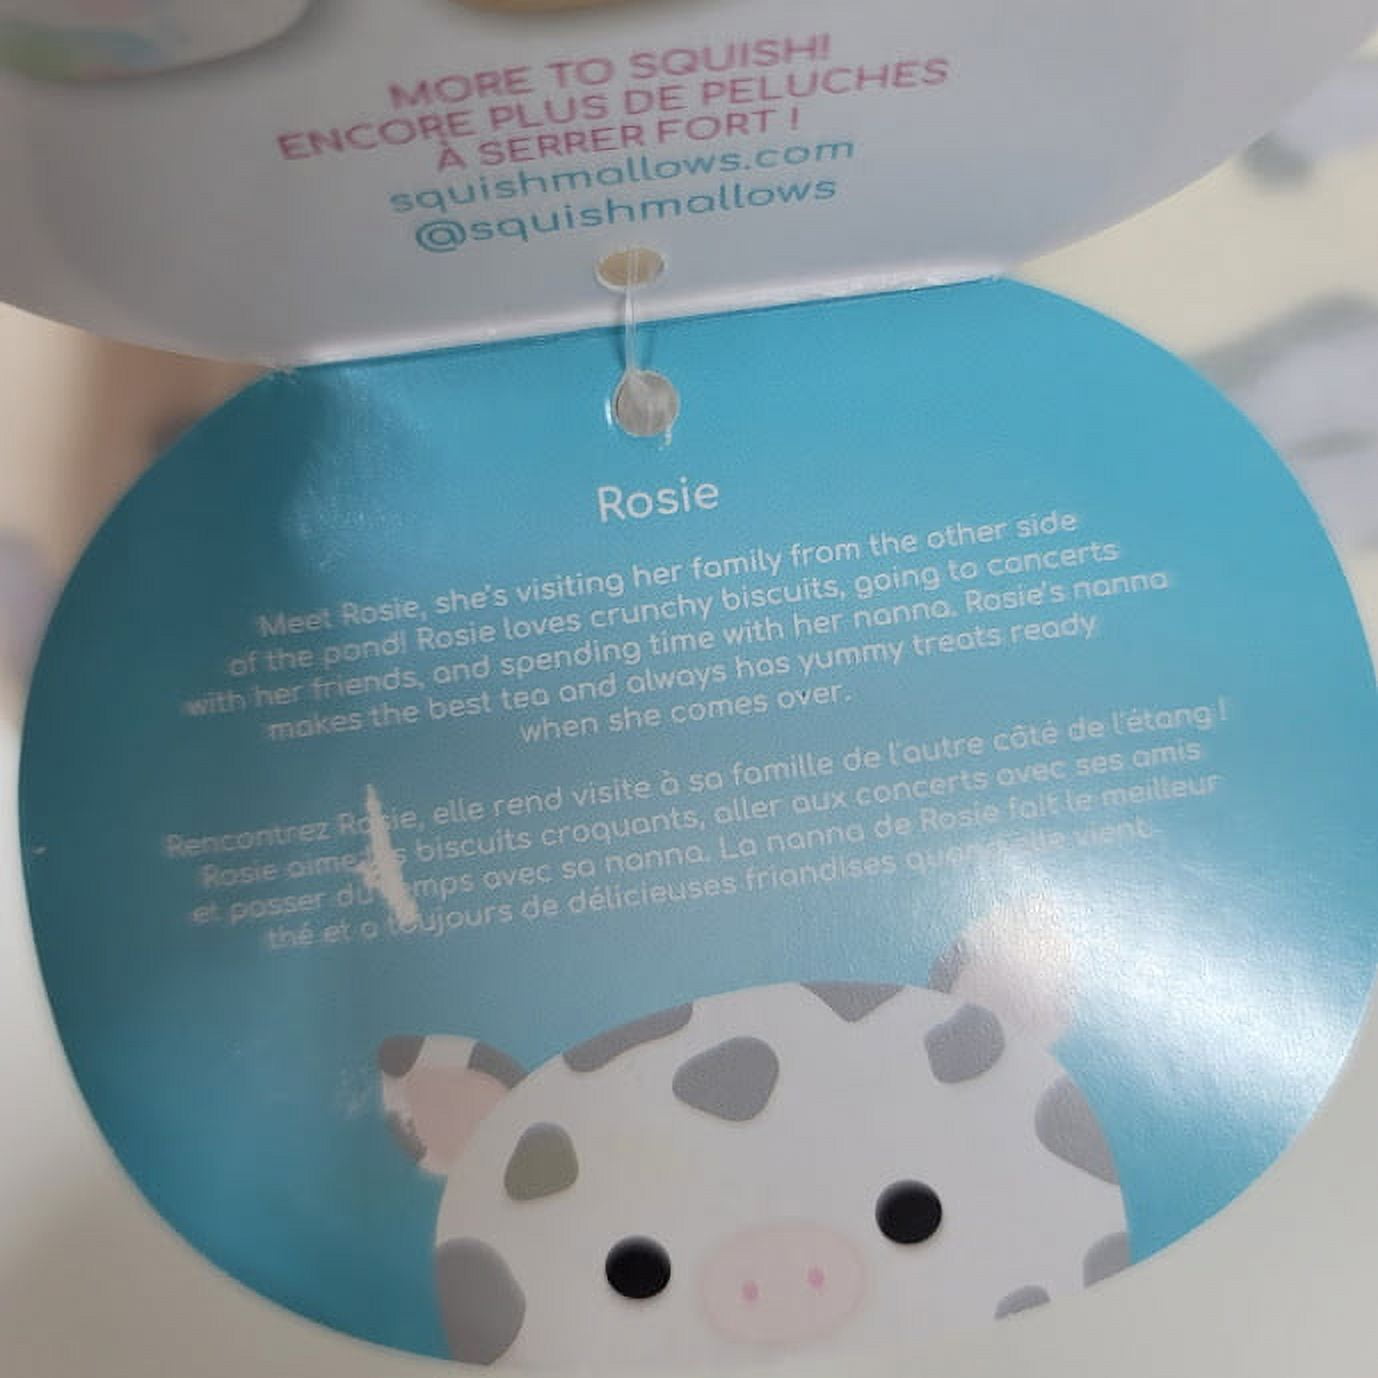 MORE TO SQUISH!
ENCORE PLUS DE PELUCHES
À SERRER FORT !
squishmallows.com
@squishmallows
Rosie
Meet Rosie, she's visiting her family from the other side
of the pond! Rosie loves crunchy biscuits, going to concerts
with her friends, and spending time with her nanna. Rosie's nanna
makes the best tea and always has yummy treats ready
when she comes over.
Rencontrez Rosie, elle rend visite à sa famille de l'autre côté de l'étang !
Rosie aime biscuits croquants, aller aux concerts avec ses amis
et passer du temps avec sa nanna. La nanna de Rosie fait le meilleur
thé et a toujours de délicieuses friandises quand elle vient.